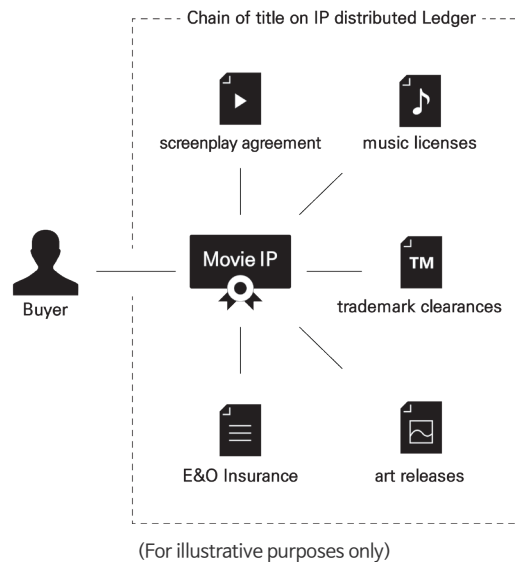 Chain of title on IP distributed Ledger
screenplay agreement
music licenses
Movie IP
TM
Buyer
trademark clearances
E&O Insurance
art releases
(For illustrative purposes only)